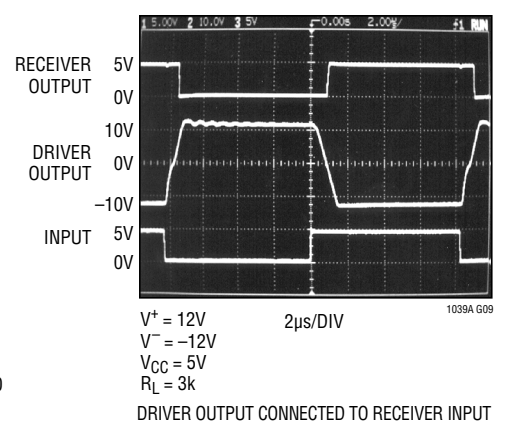 1 5.00V 2 10.0V 3 5V -0.00s 2.00µ/ 1 RUN
RECEIVER OUTPUT
5V
0V
DRIVER OUTPUT
10V
0V
–10V
INPUT
5V
0V
1039A G09
V+ = 12V
V– = –12V
VCC = 5V
RL = 3k
2µs/DIV
DRIVER OUTPUT CONNECTED TO RECEIVER INPUT